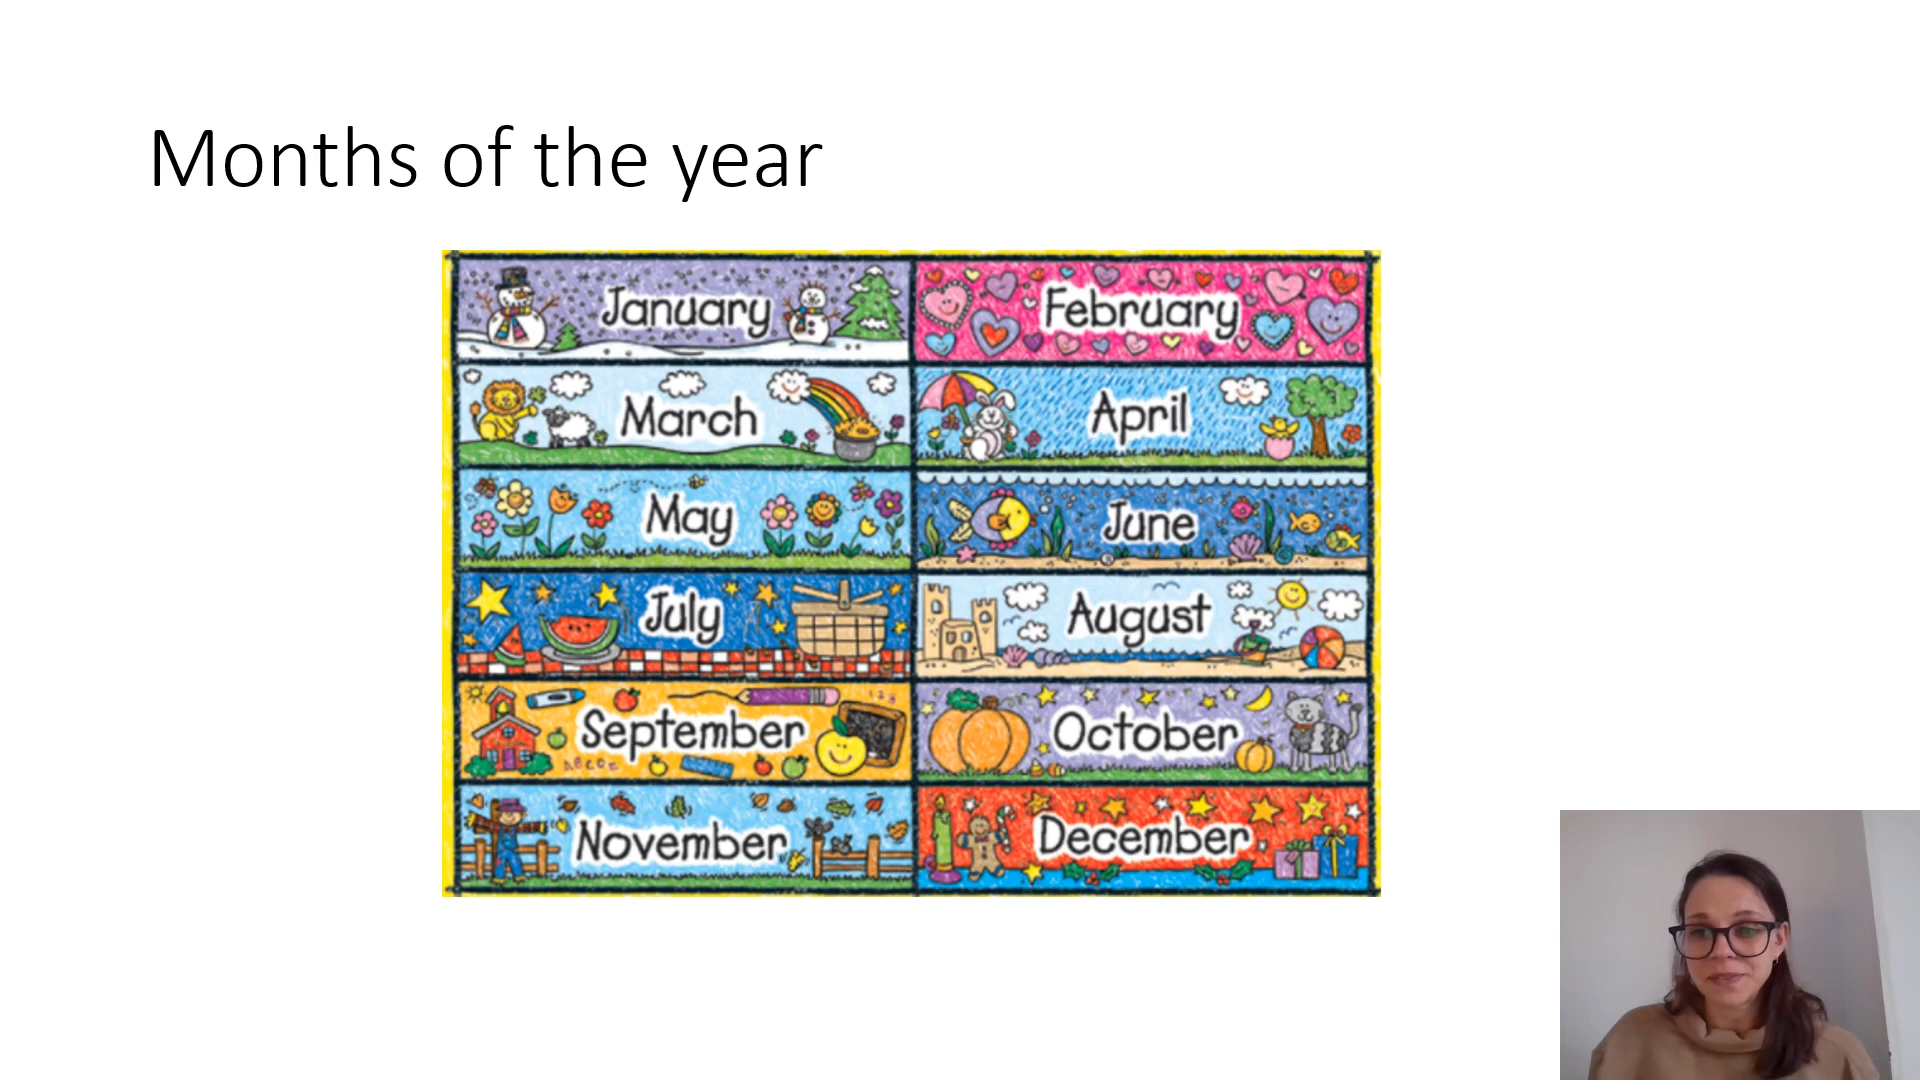 Months of the year
January
February
March
April
May
June
July
August
September
October
November
December